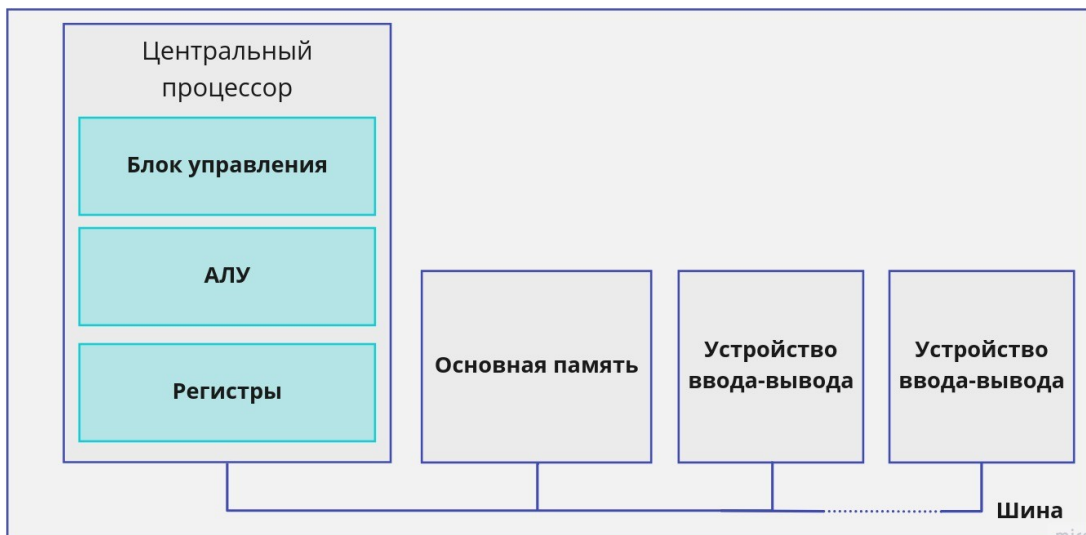 Центральный
процессор
Блок управления
АЛУ
Регистры
Основная память
Устройство
ввода-вывода
Устройство
ввода-вывода
Шина